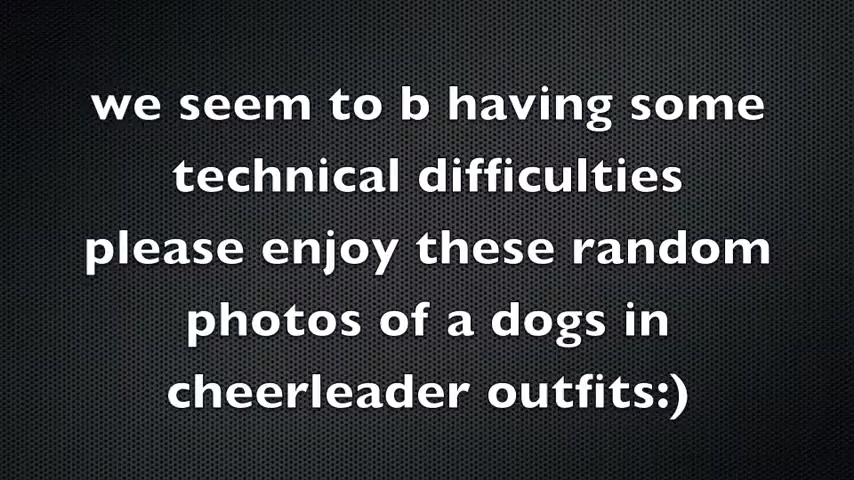 we seem to b having some
technical difficulties
please enjoy these random
photos of a dogs in
cheerleader outfits:)